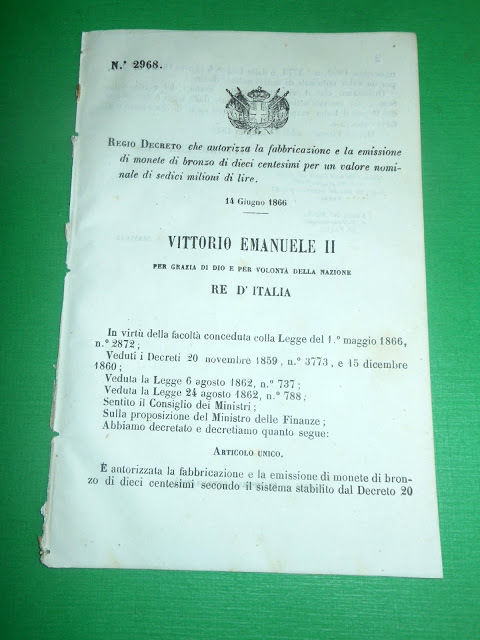 N.° 2968.
REGIO DECRETO che autorizza la fabbricazione e la emissione
di monete di bronzo di dieci centesimi per un valore nomi-
nale di sedici milioni di lire.
14 Giugno 1866
VITTORIO EMANUELE II
PER GRAZIA DI DIO E PER VOLONTÀ DELLA NAZIONE
RE D'ITALIA
In virtù della facoltà conceduta colla Legge del 1.° maggio 1866,
n.° 2872;
Veduti i Decreti 20 novembre 1859, n.° 3773, e 15 dicembre
1860;
Veduta la Legge 6 agosto 1862, n.° 737;
Veduta la Legge 24 agosto 1862, n.° 788;
Sentito il Consiglio dei Ministri;
Sulla proposizione del Ministro delle Finanze;
Abbiamo decretato e decretiamo quanto segue:
ARTICOLO UNICO.
È autorizzata la fabbricazione e la emissione di monete di bron-
zo di dieci centesimi secondo il sistema stabilito dal Decreto 20